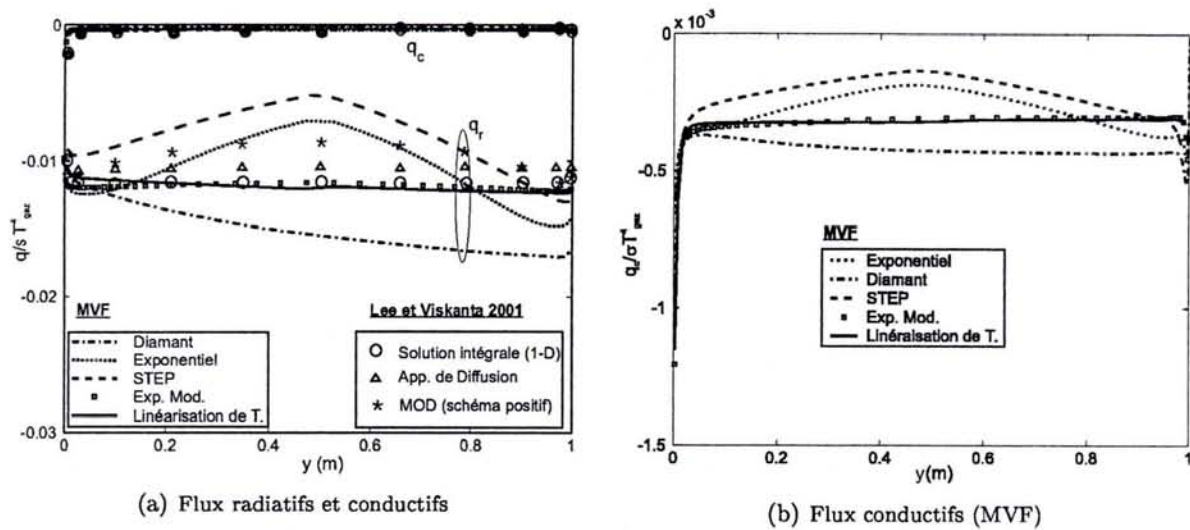 0
-0.01
-0.02
-0.03
q/s T⁴gaz
q_c
q_r
MVF
Diamant
Exponentiel
STEP
Exp. Mod.
Linéarisation de T.
Lee et Viskanta 2001
Solution intégrale (1-D)
App. de Diffusion
MOD (schéma positif)
0 0.2 0.4 0.6 0.8 1
y (m)
(a) Flux radiatifs et conductifs
x 10⁻³
0
-0.5
-1
-1.5
q_c/σT⁴gaz
MVF
Exponentiel
Diamant
STEP
Exp. Mod.
Linéraisation de T.
0 0.2 0.4 0.6 0.8 1
y(m)
(b) Flux conductifs (MVF)